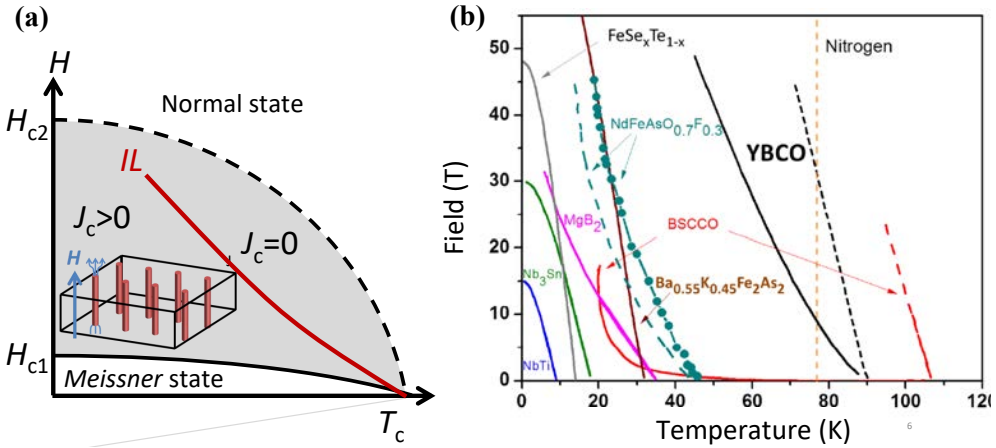 (a)
H
H_c2
Normal state
IL
J_c>0
J_c=0
H
H_c1
Meissner state
T_c
(b)
Field (T)
50
40
30
20
10
0
FeSe_xTe_1-x
Nitrogen
NdFeAsO_0.7F_0.3
YBCO
MgB_2
BSCCO
Nb_3Sn
Ba_0.55K_0.45Fe_2As_2
NbTi
0 20 40 60 80 100 120
6
Temperature (K)